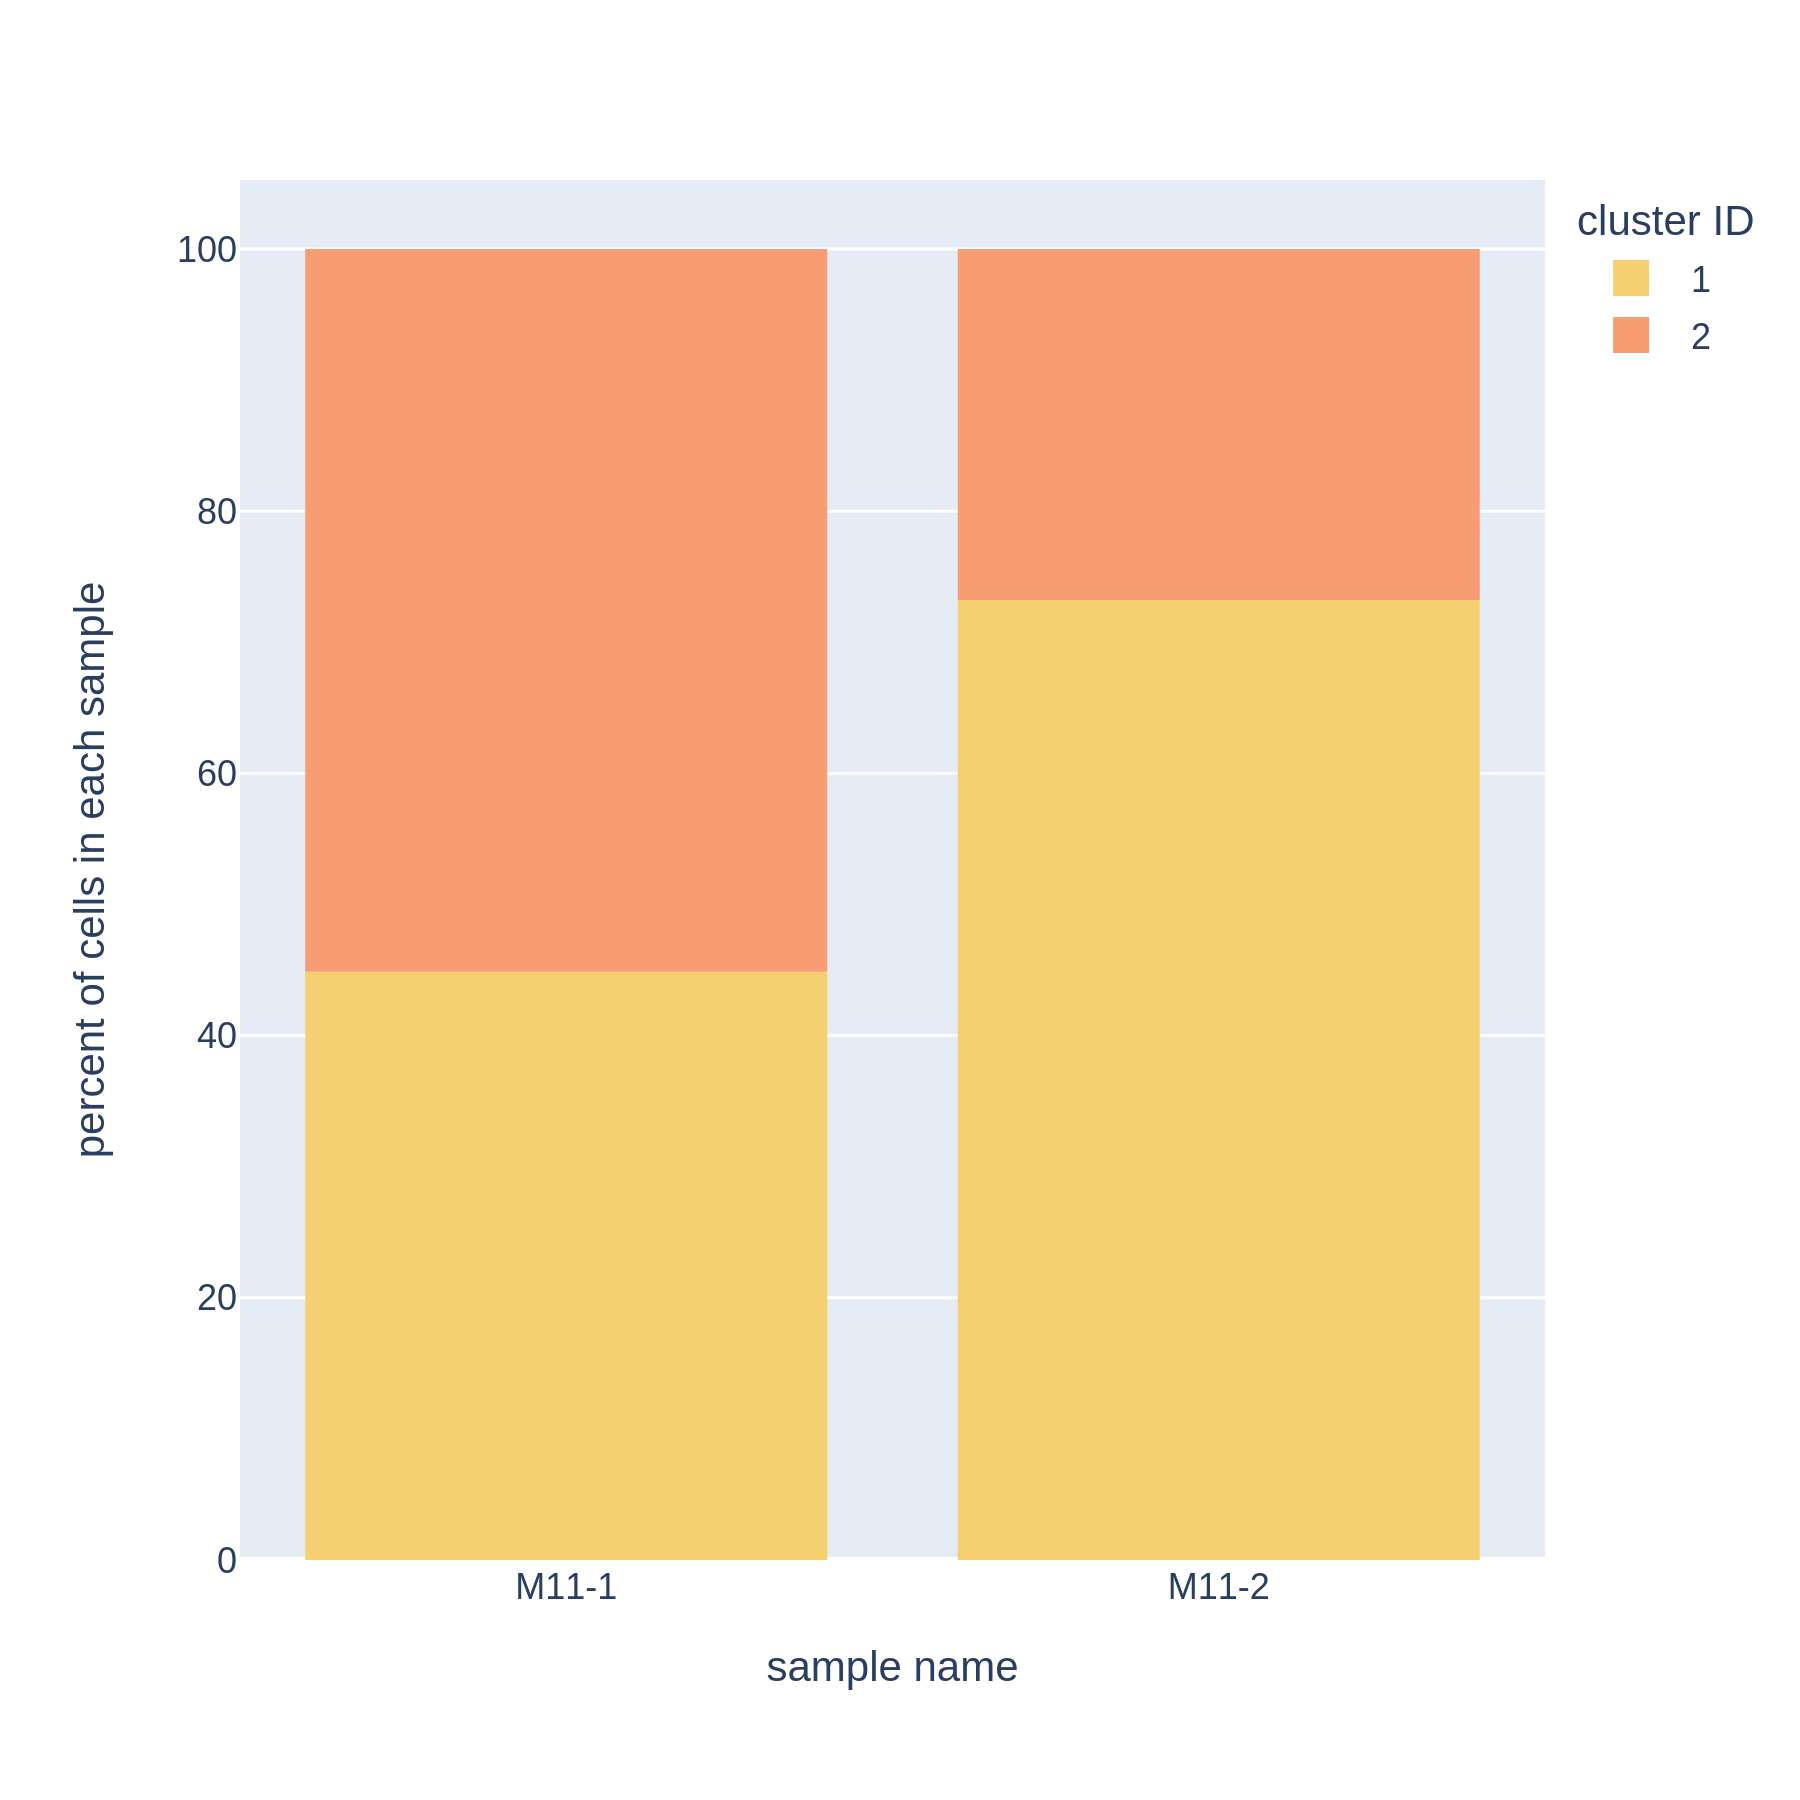 cluster ID
1
2
100
80
60
40
20
0
percent of cells in each sample
M11-1
M11-2
sample name